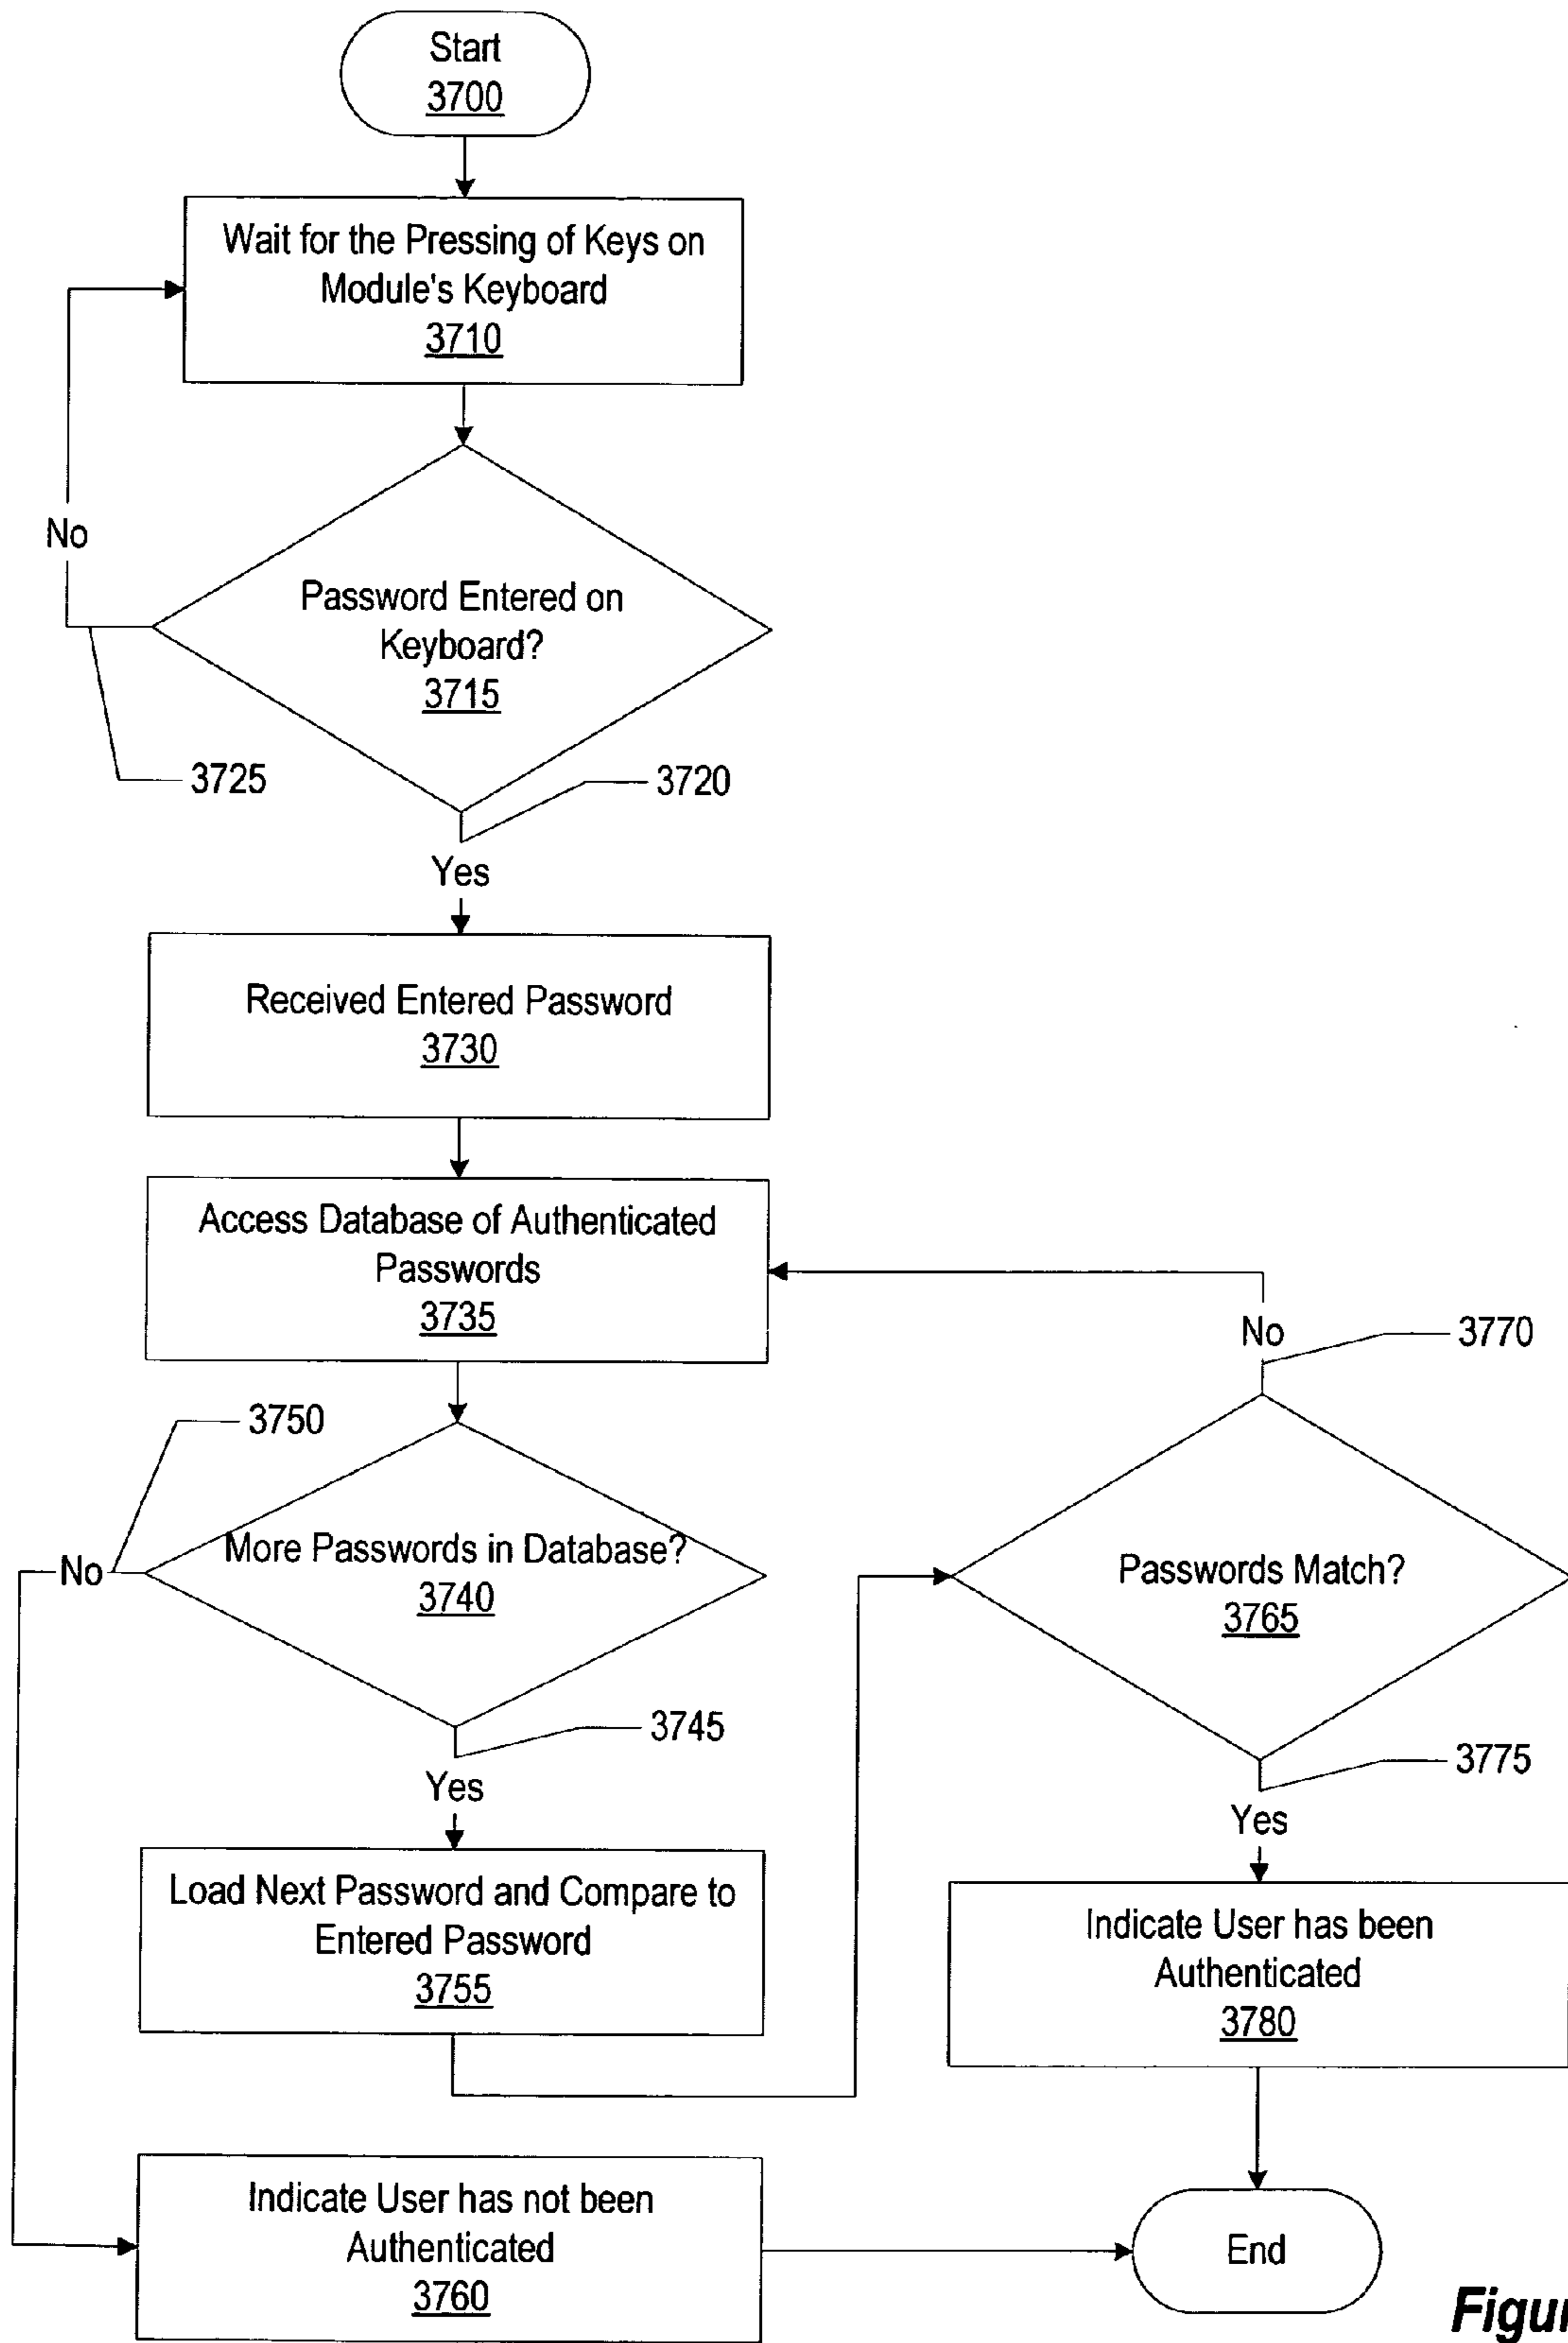 Start
3700
Wait for the Pressing of Keys on
Module's Keyboard
3710
No
Password Entered on
Keyboard?
3715
3725
3720
Yes
Received Entered Password
3730
Access Database of Authenticated
Passwords
3735
No
3770
3750
No
More Passwords in Database?
3740
Passwords Match?
3765
3745
3775
Yes
Yes
Load Next Password and Compare to
Entered Password
3755
Indicate User has been
Authenticated
3780
Indicate User has not been
Authenticated
3760
End